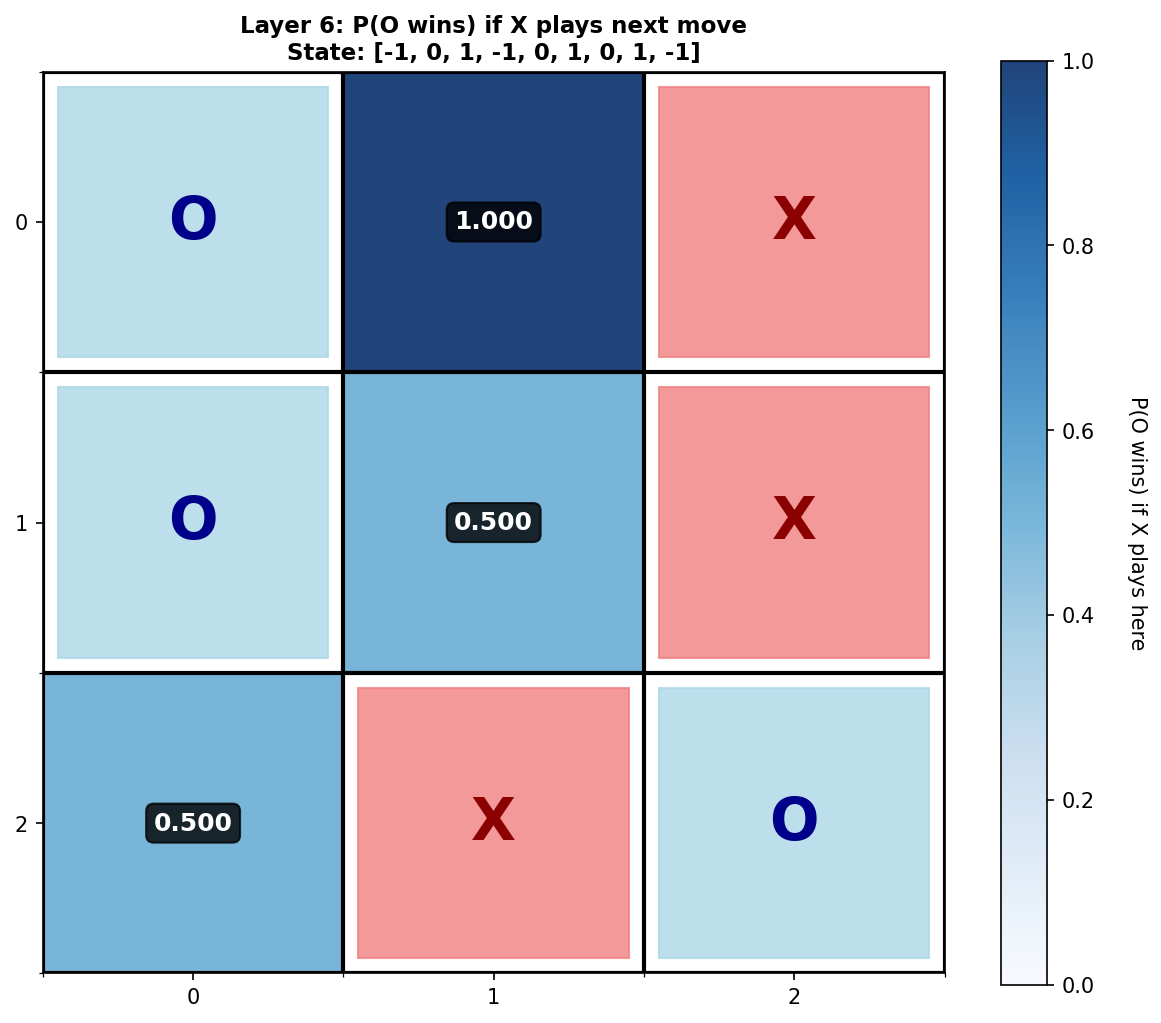 Layer 6: P(O wins) if X plays next move
State: [-1, 0, 1, -1, 0, 1, 0, 1, -1]
0
O
1.000
X
1
O
0.500
X
2
0.500
X
O
0
1
2
1.0
0.8
0.6
0.4
0.2
0.0
P(O wins) if X plays here